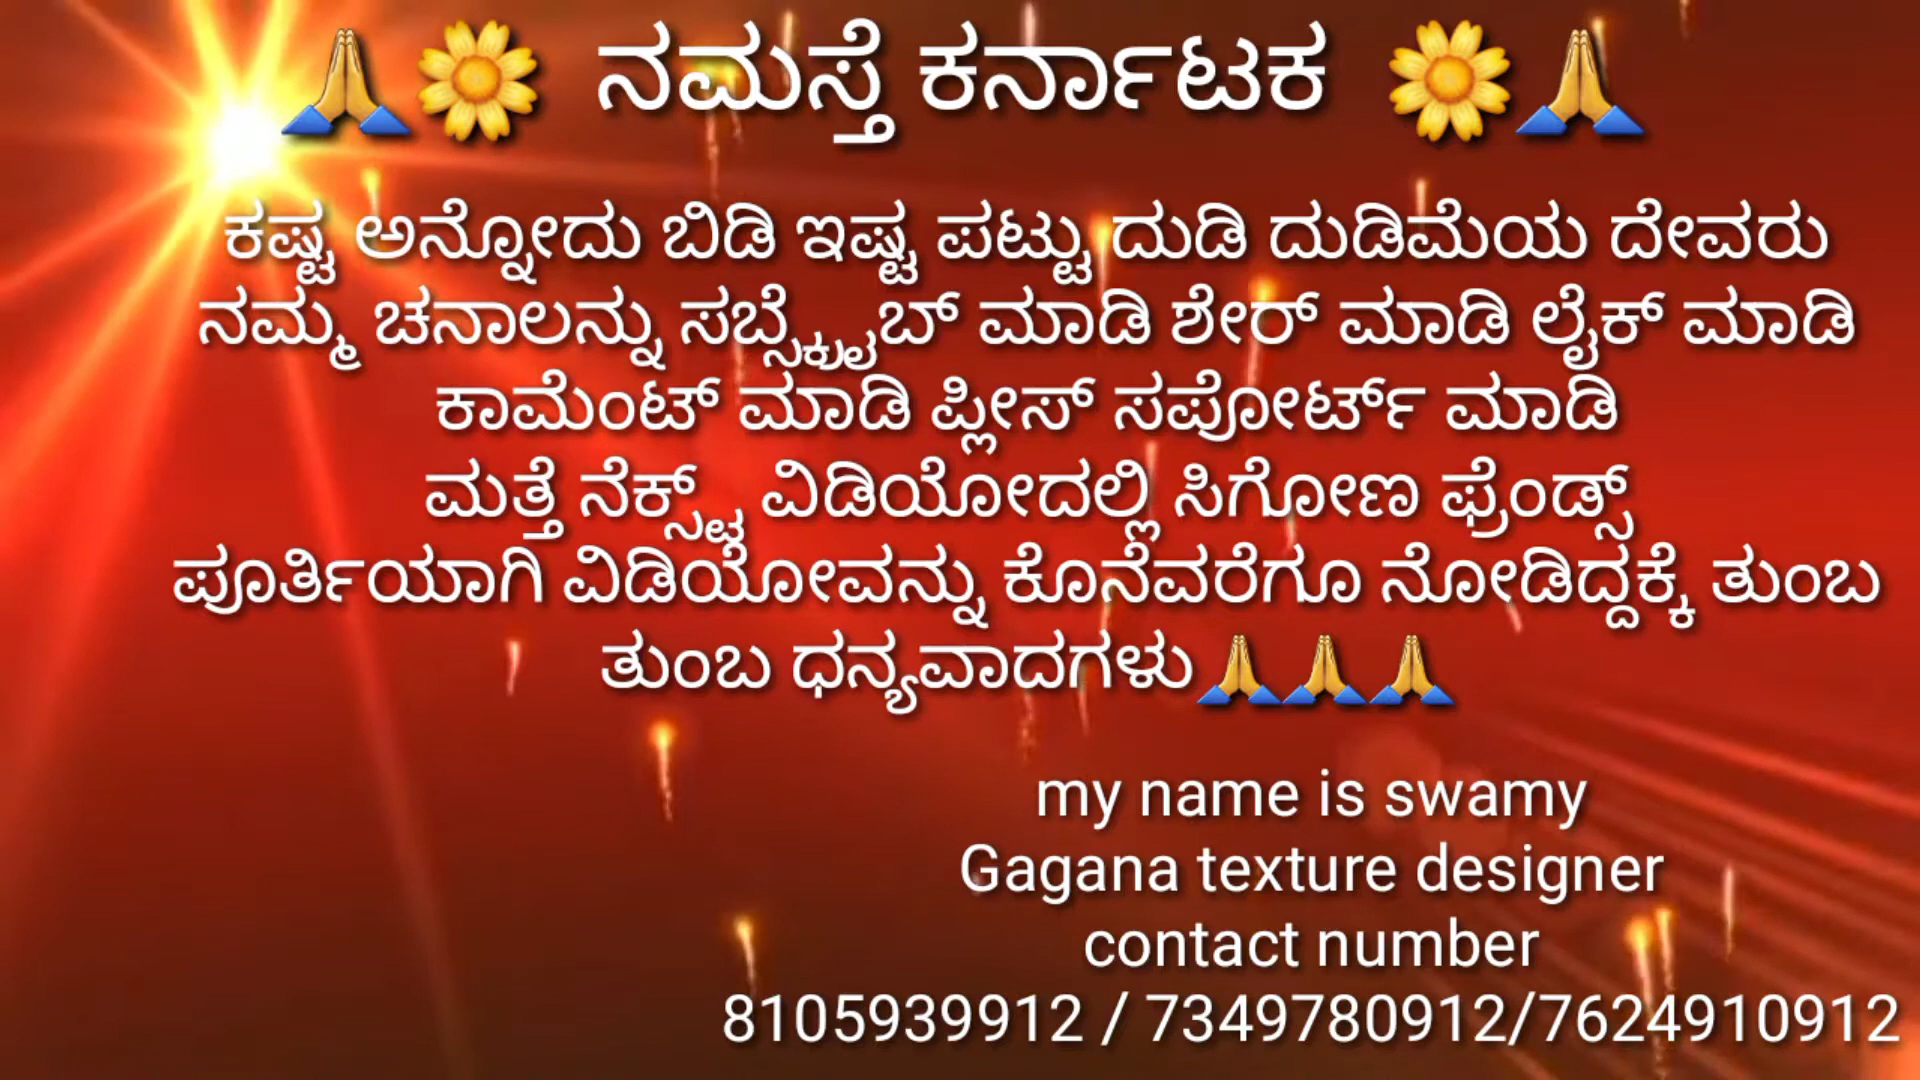 🙏🌼 ನಮಸ್ತೆ ಕರ್ನಾಟಕ 🌼🙏
ಕಷ್ಟ ಅನ್ನೋದು ಬಿಡಿ ಇಷ್ಟ ಪಟ್ಟು ದುಡಿ ದುಡಿಮೆಯ ದೇವರು
ನಮ್ಮ ಚನಾಲನ್ನು ಸಬ್ಸ್ಕ್ರೈಬ್ ಮಾಡಿ ಶೇರ್ ಮಾಡಿ ಲೈಕ್ ಮಾಡಿ
ಕಾಮೆಂಟ್ ಮಾಡಿ ಪ್ಲೀಸ್ ಸಪೋರ್ಟ್ ಮಾಡಿ
ಮತ್ತೆ ನೆಕ್ಸ್ಟ್ ವಿಡಿಯೋದಲ್ಲಿ ಸಿಗೋಣ ಫ್ರೆಂಡ್ಸ್
ಪೂರ್ತಿಯಾಗಿ ವಿಡಿಯೋವನ್ನು ಕೊನೆವರೆಗೂ ನೋಡಿದ್ದಕ್ಕೆ ತುಂಬ
ತುಂಬ ಧನ್ಯವಾದಗಳು🙏🙏🙏
my name is swamy
Gagana texture designer
contact number
8105939912 / 7349780912/7624910912